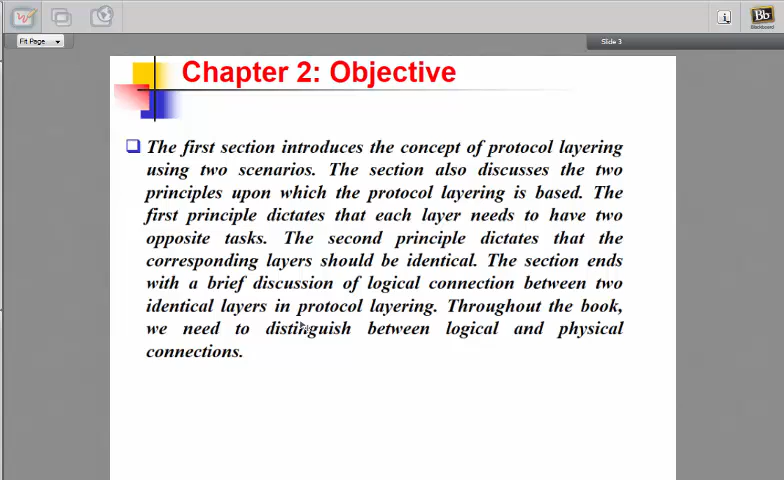 Fit Page
Slide 3
Bb
Blackboard
Chapter 2: Objective
The first section introduces the concept of protocol layering
using two scenarios. The section also discusses the two
principles upon which the protocol layering is based. The
first principle dictates that each layer needs to have two
opposite tasks. The second principle dictates that the
corresponding layers should be identical. The section ends
with a brief discussion of logical connection between two
identical layers in protocol layering. Throughout the book,
we need to distinguish between logical and physical
connections.